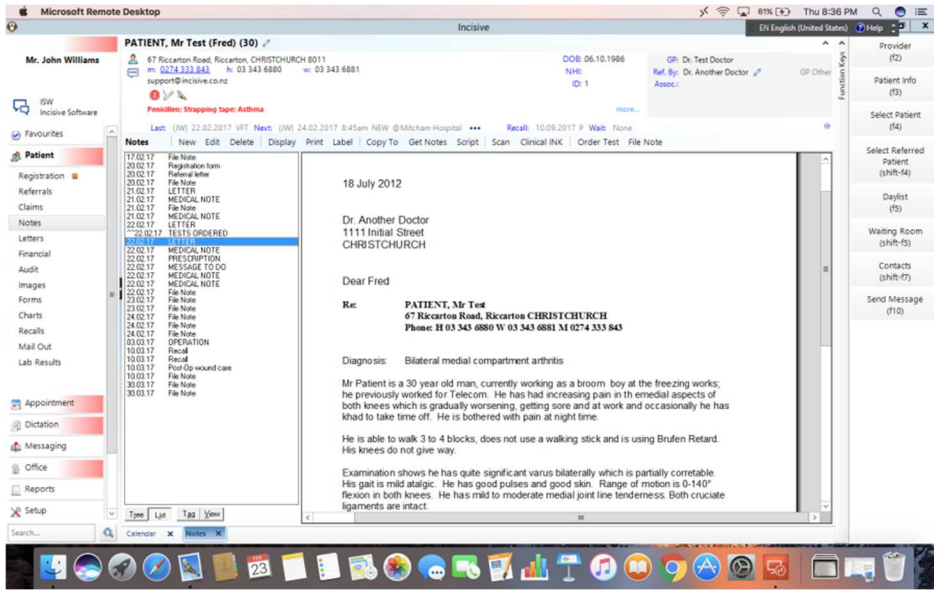 Microsoft Remote Desktop
61%
Thu 8:36 PM
Incisive
EN English (United States)
Help
Mr. John Williams
ISW
Incisive Software
Favourites
Patient
Registration
Referrals
Claims
Notes
Letters
Financial
Audit
Images
Forms
Charts
Recalls
Mail Out
Lab Results
Appointment
Dictation
Messaging
Office
Reports
Setup
Search...
PATIENT, Mr Test (Fred) (30)
67 Riccarton Road, Riccarton, CHRISTCHURCH 8011
m: 0274 333 843 h: 03 343 6880 w: 03 343 6881
support@incisive.co.nz
Penicillen; Strapping tape; Asthma
more...
DOB: 06.10.1986
NHI:
ID: 1
GP: Dr. Test Doctor
Ref. By: Dr. Another Doctor
GP Other
Assoc.:
Last: (JW) 22.02.2017 VFT Next: (JW) 24.02.2017 8:45am NEW @Mitcham Hospital ••• Recall: 10.09.2017 P Wait: None
Notes New Edit Delete Display Print Label Copy To Get Notes Script Scan Clinical INK Order Test File Note
17.02.17 File Note
20.02.17 Registration form
20.02.17 Referral letter
20.02.17 File Note
21.02.17 LETTER
21.02.17 MEDICAL NOTE
21.02.17 File Note
21.02.17 MEDICAL NOTE
22.02.17 LETTER
^^22.02.17 TESTS ORDERED
22.02.17 LETTER
22.02.17 MEDICAL NOTE
22.02.17 PRESCRIPTION
22.02.17 MESSAGE TO DO
22.02.17 MEDICAL NOTE
22.02.17 MEDICAL NOTE
22.02.17 File Note
23.02.17 File Note
23.02.17 File Note
24.02.17 File Note
24.02.17 File Note
24.02.17 File Note
03.03.17 OPERATION
10.03.17 Recall
10.03.17 Recall
10.03.17 Post-Op wound care
10.03.17 File Note
30.03.17 File Note
30.03.17 File Note
Tree List Tag View
Calendar X Notes X
18 July 2012
Dr. Another Doctor
1111 Initial Street
CHRISTCHURCH
Dear Fred
Re: PATIENT, Mr Test
67 Riccarton Road, Riccarton CHRISTCHURCH
Phone: H 03 343 6880 W 03 343 6881 M 0274 333 843
Diagnosis: Bilateral medial compartment arthritis
Mr Patient is a 30 year old man, currently working as a broom boy at the freezing works;
he previously worked for Telecom. He has had increasing pain in th emedial aspects of
both knees which is gradually worsening, getting sore and at work and occasionally he has
khad to take time off. He is bothered with pain at night time.
He is able to walk 3 to 4 blocks, does not use a walking stick and is using Brufen Retard.
His knees do not give way.
Examination shows he has quite significant varus bilaterally which is partially corretable.
His gait is mild atalgic. He has good pulses and good skin. Range of motion is 0-140°
flexion in both knees. He has mild to moderate medial joint line tenderness. Both cruciate
ligaments are intact.
Function Keys
Provider
(f2)
Patient Info
(f3)
Select Patient
(f4)
Select Referred
Patient
(shift-f4)
Daylist
(f5)
Waiting Room
(shift-f5)
Contacts
(shift-f7)
Send Message
(f10)
FEB
23